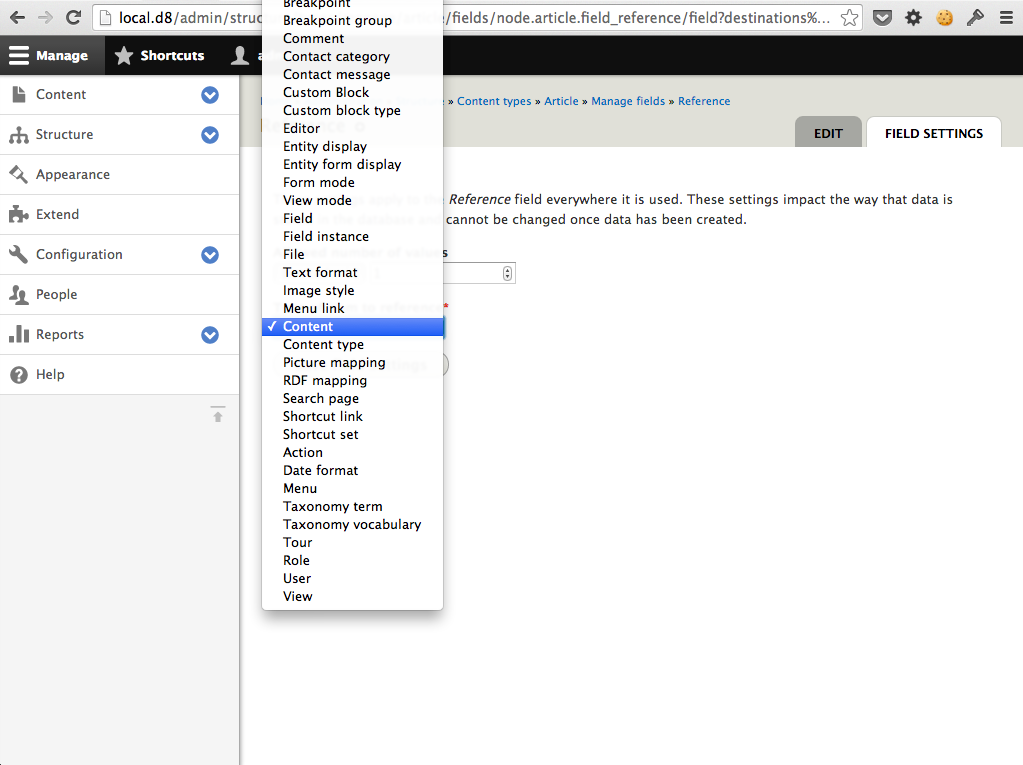 local.d8/admin/struc
/fields/node.article.field_reference/field?destinations%...
Manage
Shortcuts
Content
Structure
Appearance
Extend
Configuration
People
Reports
Help
Breakpoint
Breakpoint group
Comment
Contact category
Contact message
Custom Block
Custom block type
Editor
Entity display
Entity form display
Form mode
View mode
Field
Field instance
File
Text format
Image style
Menu link
✓ Content
Content type
Picture mapping
RDF mapping
Search page
Shortcut link
Shortcut set
Action
Date format
Menu
Taxonomy term
Taxonomy vocabulary
Tour
Role
User
View
» Content types » Article » Manage fields » Reference
EDIT
FIELD SETTINGS
Reference field everywhere it is used. These settings impact the way that data is
cannot be changed once data has been created.
*